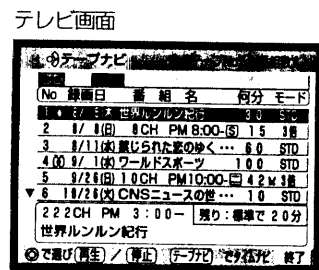 テレビ画面
テープナビ
No 録画日 番組名 何分 モード
1 8/ 5 木 世界ルンルン紀行 30 STD
2 8/ 8(日) 8CH PM 8:00-S 15 3倍
3 8/11(水) 禁じられた恋のゆく… 60 STD
4 9/ 1(水) ワールドスポーツ 100 STD
5 9/26(日) 10CH PM10:00- 42 3倍
▼ 6 10/26(火) CNSニュースの世… 10 STD
222CH PM 3:00- 残り:標準で20分
世界ルンルン紀行
で選び(再生)/(停止) (テープナビ)で 終了